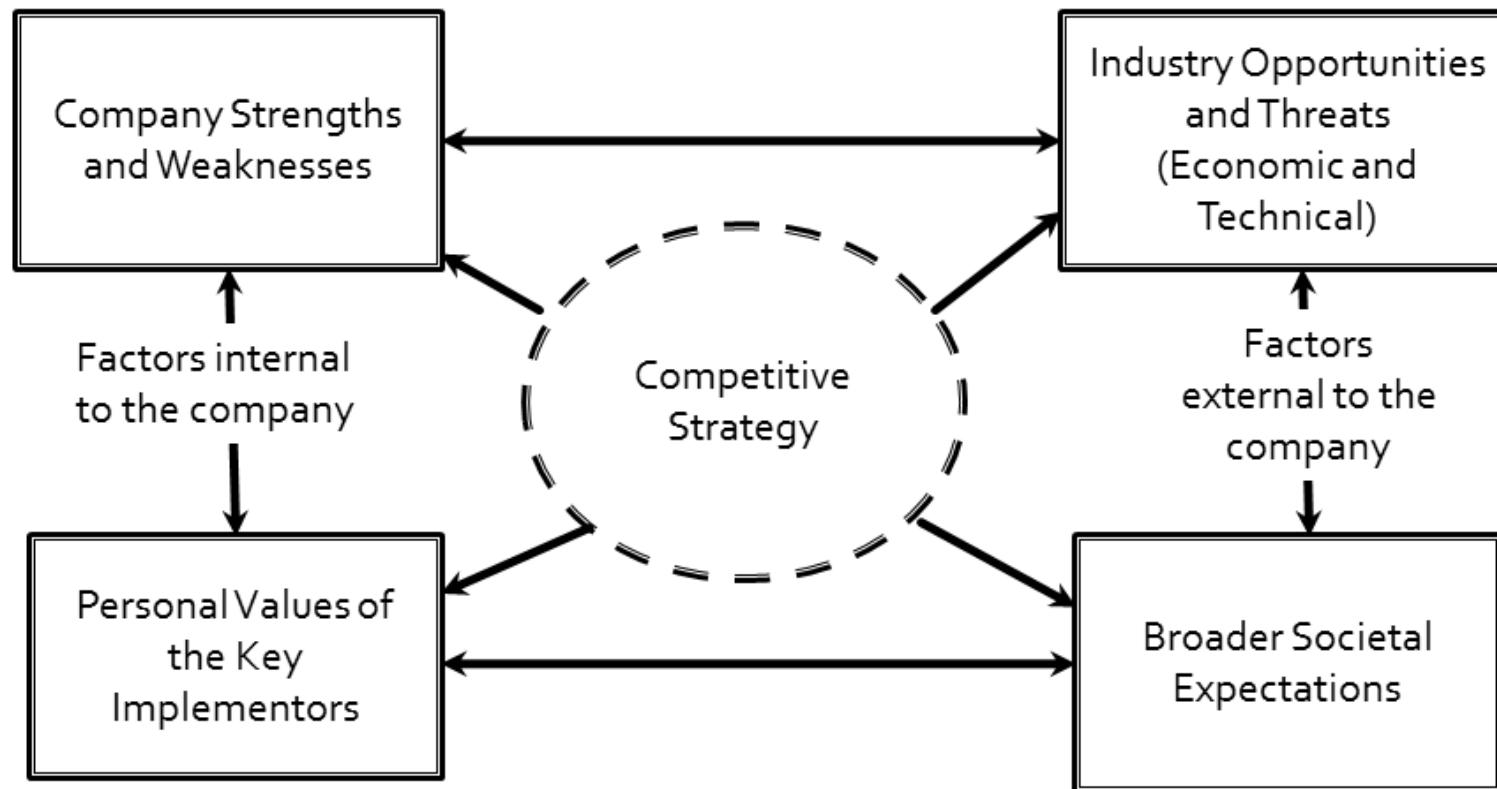 Company Strengths
and Weaknesses
Industry Opportunities
and Threats
(Economic and
Technical)
Factors internal
to the company
Competitive
Strategy
Factors
external to the
company
Personal Values of
the Key
Implementors
Broader Societal
Expectations